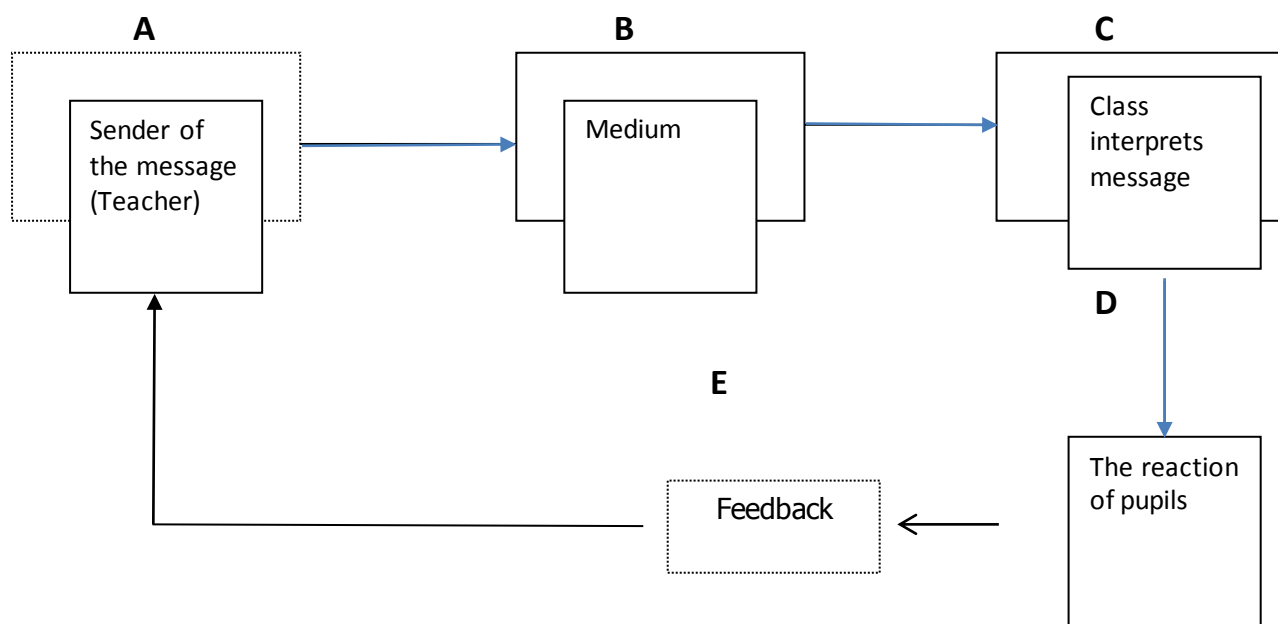 A
B
C
Sender of
the message
(Teacher)
Medium
Class
interprets
message
D
E
The reaction
of pupils
Feedback